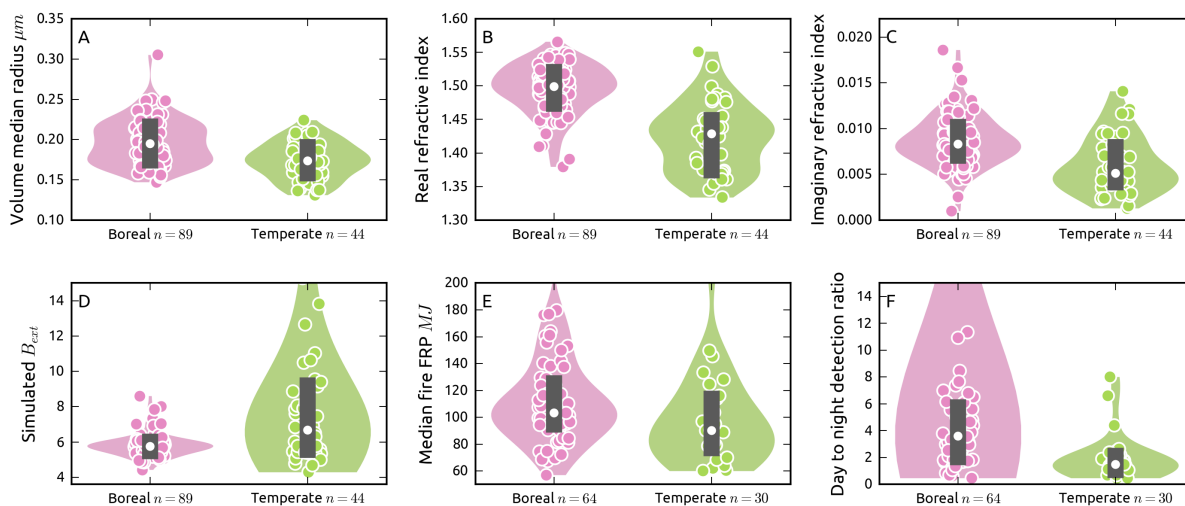 A
Volume median radius μm
0.35
0.30
0.25
0.20
0.15
0.10
Boreal n = 89
Temperate n = 44
B
Real refractive index
1.60
1.55
1.50
1.45
1.40
1.35
1.30
Boreal n = 89
Temperate n = 44
C
Imaginary refractive index
0.020
0.015
0.010
0.005
0.000
Boreal n = 89
Temperate n = 44
D
Simulated B_ext
14
12
10
8
6
4
Boreal n = 89
Temperate n = 44
E
Median fire FRP MJ
200
180
160
140
120
100
80
60
Boreal n = 64
Temperate n = 30
F
Day to night detection ratio
14
12
10
8
6
4
2
0
Boreal n = 64
Temperate n = 30